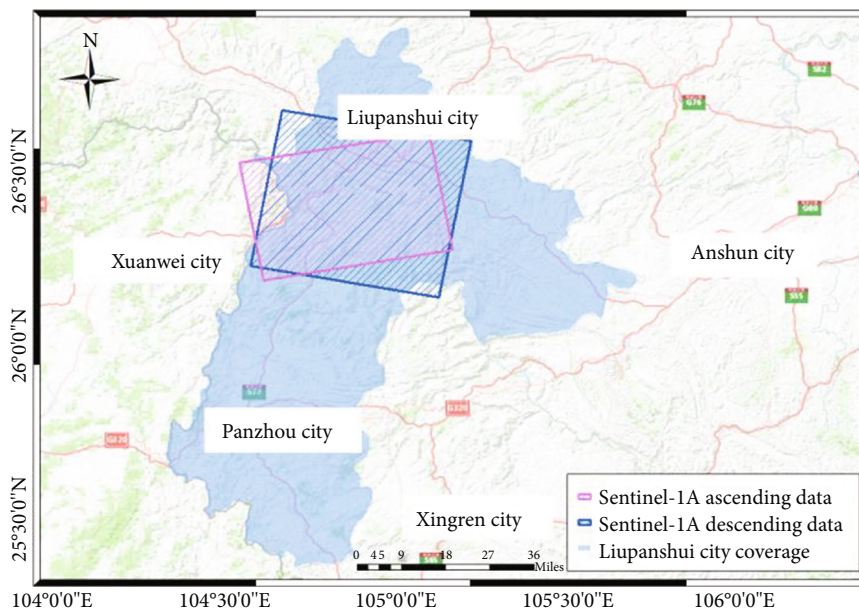 N
Liupanshui city
26°30'0"N
Xuanwei city
Anshun city
26°0'0"N
Panzhou city
G320
G320
Xingren city
25°30'0"N
S82
G76
G60
S55
Sentinel-1A ascending data
Sentinel-1A descending data
Liupanshui city coverage
0 4.5 9 18 27 36
Miles
104°0'0"E 104°30'0"E 105°0'0"E 105°30'0"E 106°0'0"E